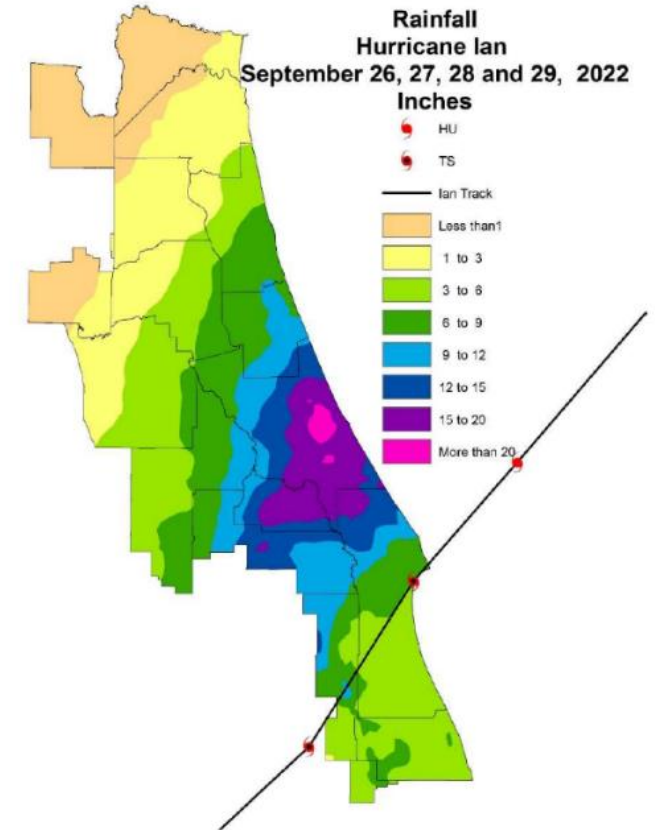 Rainfall
Hurricane Ian
September 26, 27, 28 and 29, 2022
Inches
HU
TS
Ian Track
Less than1
1 to 3
3 to 6
6 to 9
9 to 12
12 to 15
15 to 20
More than 20